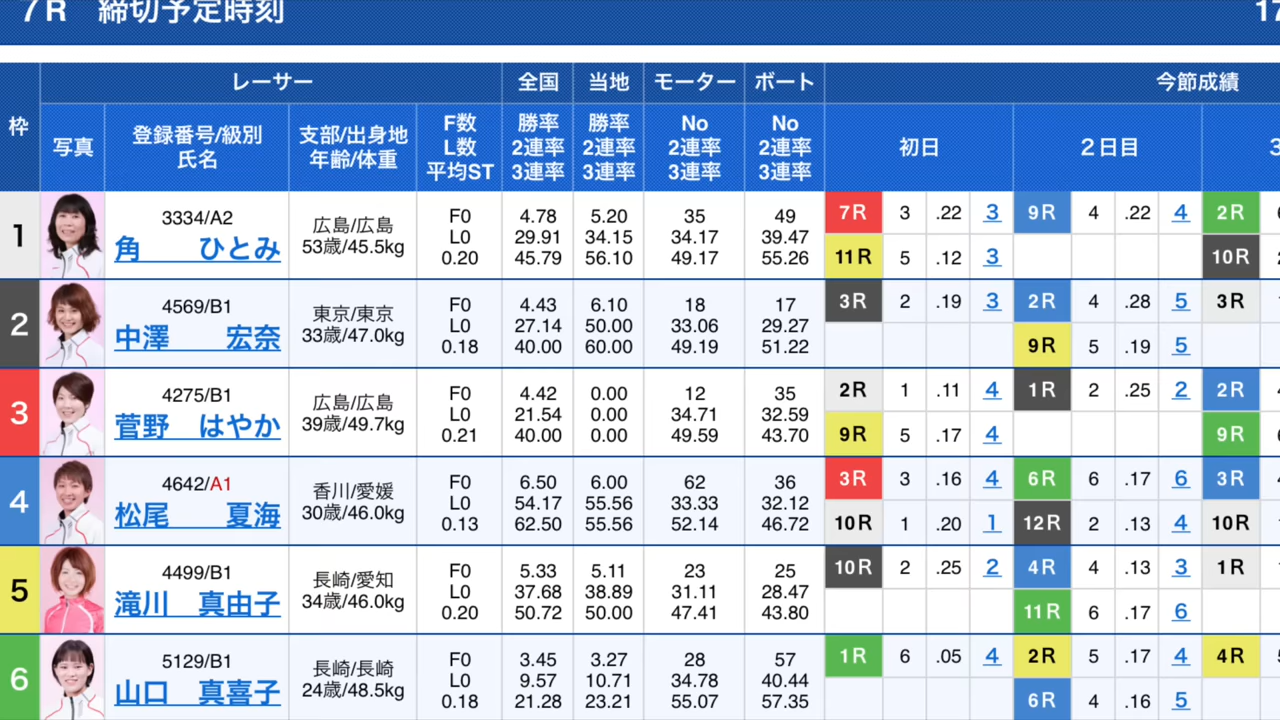 7R 締切予定時刻 17
枠 レーサー 全国 当地 モーター ボート 今節成績
写真 登録番号/級別 氏名 支部/出身地 年齢/体重 F数 L数 平均ST 勝率 2連率 3連率 勝率 2連率 3連率 No 2連率 3連率 No 2連率 3連率 初日 2日目 3
1 3334/A2 広島/広島 F0 4.78 5.20 35 49 7R 3 .22 3 9R 4 .22 4 2R
角 ひとみ 53歳/45.5kg L0 29.91 34.15 34.17 39.47
0.20 45.79 56.10 49.17 55.26 11R 5 .12 3 10R
2 4569/B1 東京/東京 F0 4.43 6.10 18 17 3R 2 .19 3 2R 4 .28 5 3R
中澤 宏奈 33歳/47.0kg L0 27.14 50.00 33.06 29.27
0.18 40.00 60.00 49.19 51.22 9R 5 .19 5
3 4275/B1 広島/広島 F0 4.42 0.00 12 35 2R 1 .11 4 1R 2 .25 2 2R
菅野 はやか 39歳/49.7kg L0 21.54 0.00 34.71 32.59
0.21 40.00 0.00 49.59 43.70 9R 5 .17 4 9R
4 4642/A1 香川/愛媛 F0 6.50 6.00 62 36 3R 3 .16 4 6R 6 .17 6 3R
松尾 夏海 30歳/46.0kg L0 54.17 55.56 33.33 32.12
0.13 62.50 55.56 52.14 46.72 10R 1 .20 1 12R 2 .13 4 10R
5 4499/B1 長崎/愛知 F0 5.33 5.11 23 25 10R 2 .25 2 4R 4 .13 3 1R
滝川 真由子 34歳/46.0kg L0 37.68 38.89 31.11 28.47
0.20 50.72 50.00 47.41 43.80 11R 6 .17 6
6 5129/B1 長崎/長崎 F0 3.45 3.27 28 57 1R 6 .05 4 2R 5 .17 4 4R
山口 真喜子 24歳/48.5kg L0 9.57 10.71 34.78 40.44
0.18 21.28 23.21 55.07 57.35 6R 4 .16 5